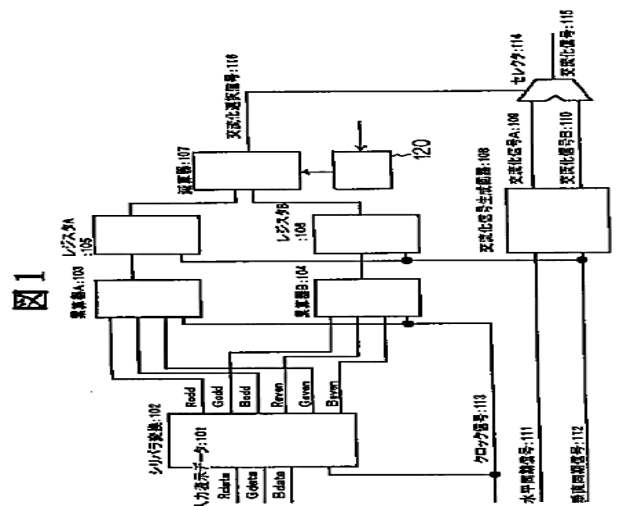 図1
シリパラ変換:102
入力表示データ:101
Rdata
Gdata
Bdata
Rodd
Godd
Bodd
Reven
Geven
Beven
累算器A:103
累算器B:104
レジスタA
:105
レジスタB
:106
減算器:107
120
交流化選択信号:116
交流化信号生成回路:108
交流化信号A:109
交流化信号B:110
セレクタ:114
交流化信号:115
クロック信号:113
水平同期信号:111
垂直同期信号:112